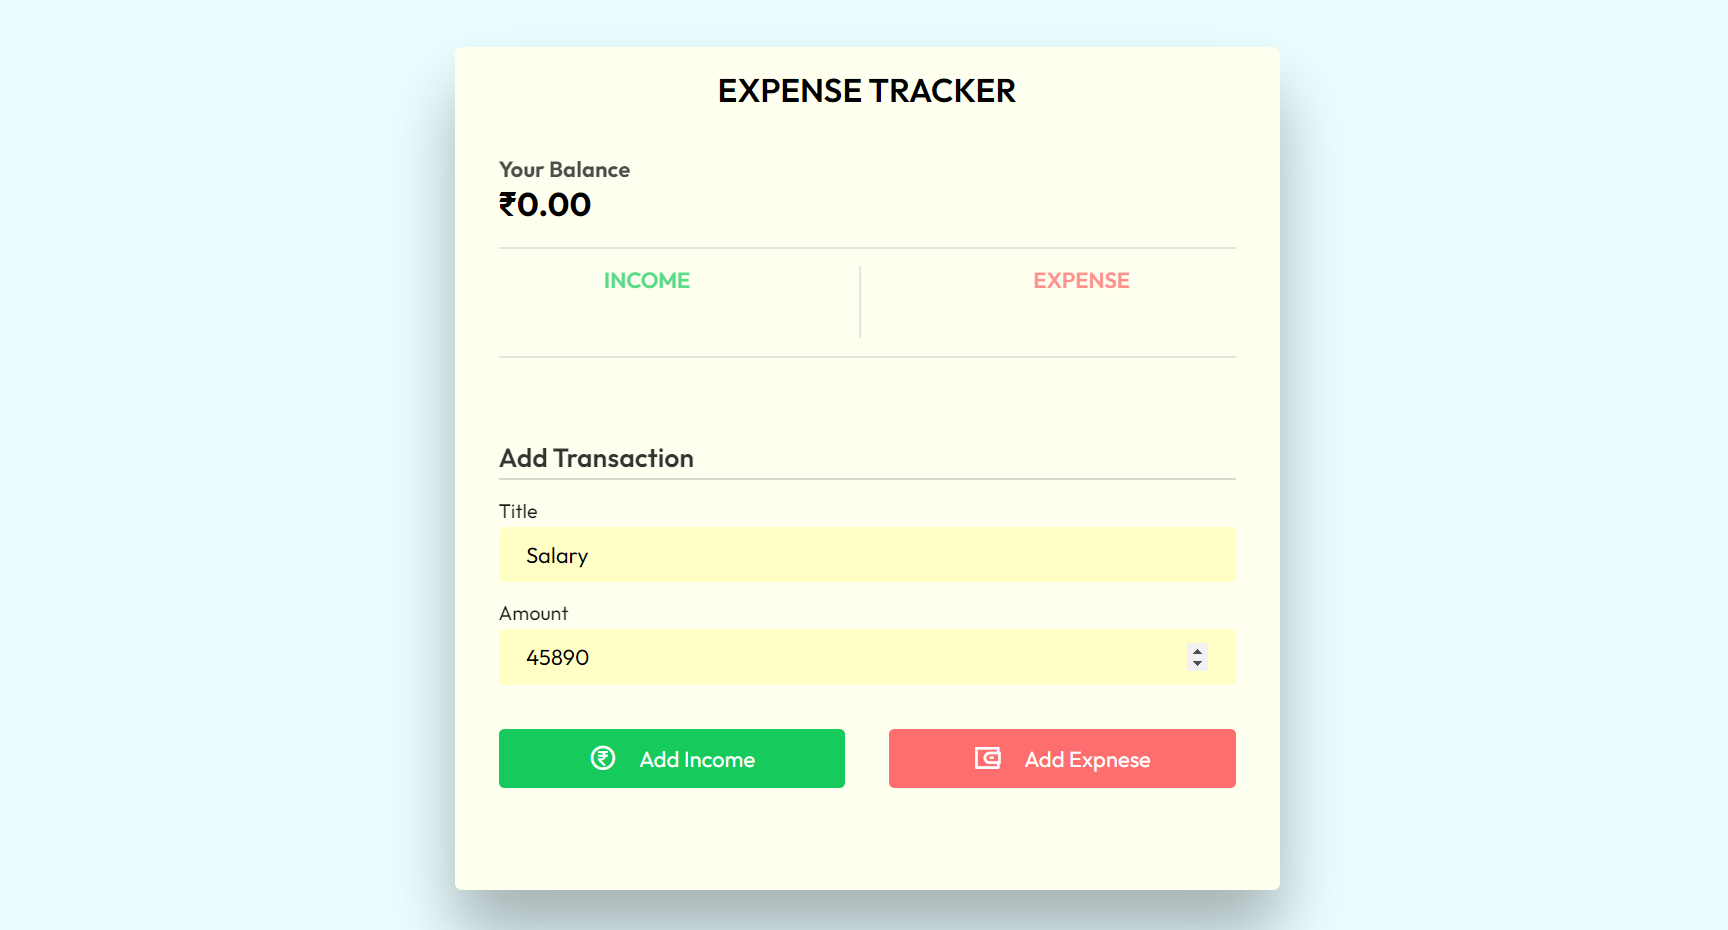 EXPENSE TRACKER
Your Balance
₹0.00
INCOME
EXPENSE
Add Transaction
Title
Salary
Amount
45890
Add Income
Add Expnese